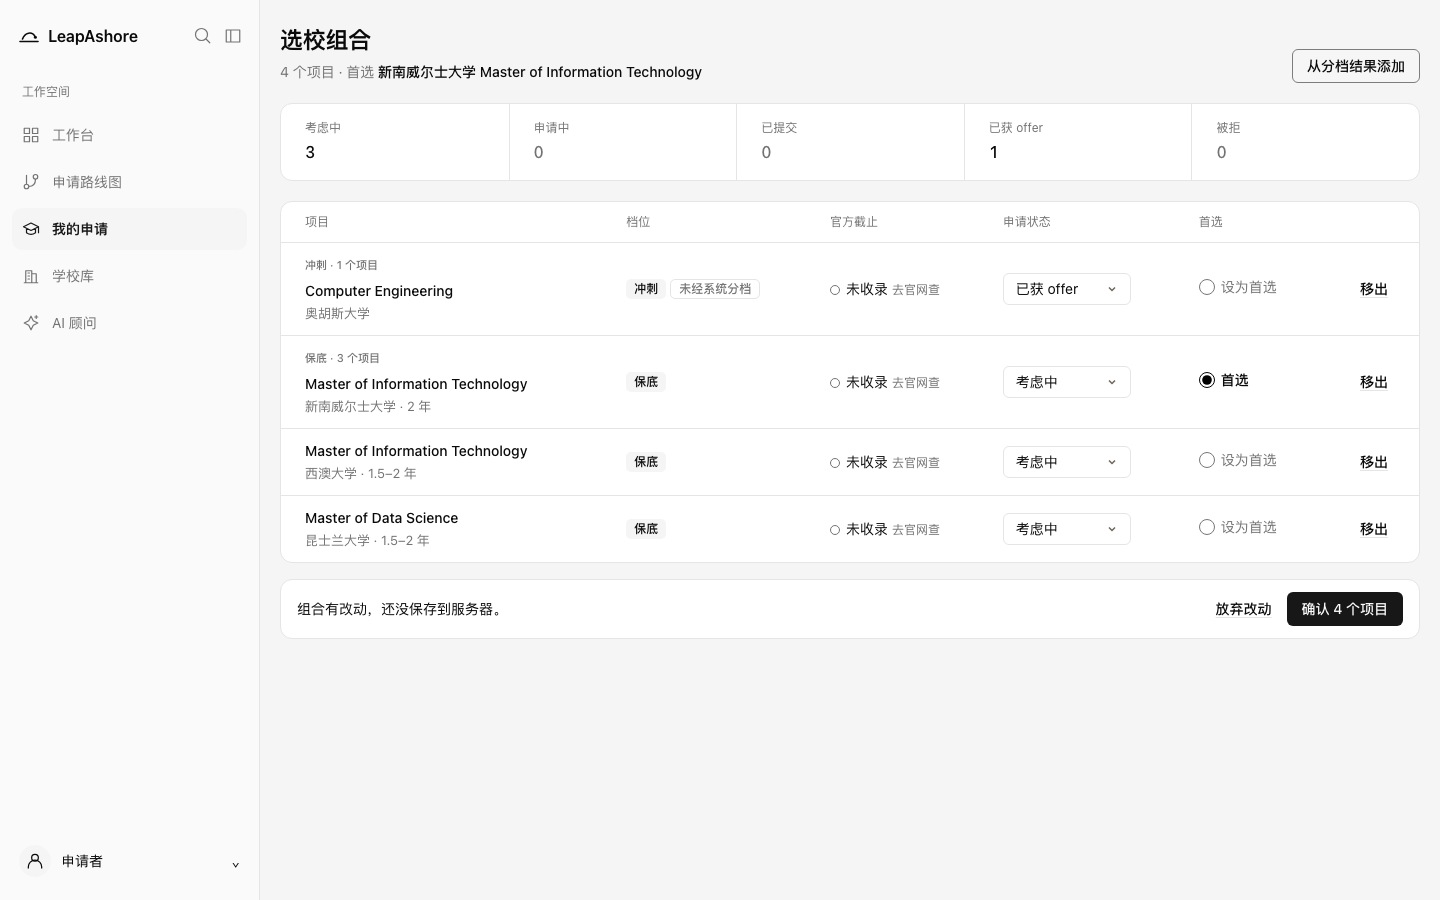 LeapAshore
工作空间
工作台
申请路线图
我的申请
学校库
AI 顾问
申请者
选校组合
4 个项目 · 首选 新南威尔士大学 Master of Information Technology
从分档结果添加
考虑中 申请中 已提交 已获 offer 被拒
3 0 0 1 0
项目 档位 官方截止 申请状态 首选
冲刺 · 1 个项目
Computer Engineering
奥胡斯大学
冲刺 未经系统分档 未收录 去官网查 已获 offer 设为首选 移出
保底 · 3 个项目
Master of Information Technology
新南威尔士大学 · 2 年
保底 未收录 去官网查 考虑中 首选 移出
Master of Information Technology
西澳大学 · 1.5–2 年
保底 未收录 去官网查 考虑中 设为首选 移出
Master of Data Science
昆士兰大学 · 1.5–2 年
保底 未收录 去官网查 考虑中 设为首选 移出
组合有改动，还没保存到服务器。 放弃改动 确认 4 个项目